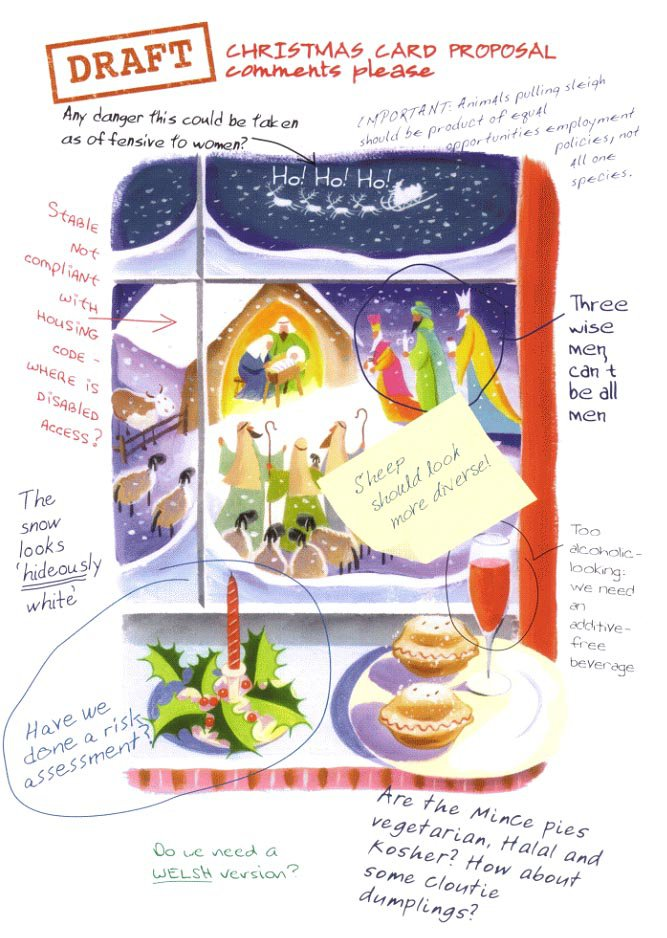 DRAFT
CHRISTMAS CARD PROPOSAL
comments please
Any danger this could be taken
as offensive to women?
IMPORTANT: Animals pulling sleigh
should be product of equal
opportunities employment
policies, not
all one
species.
Ho! Ho! Ho!
Stable
not
compliant
with
housing
code -
where is
disabled
access?
Three
wise
men,
can't
be all
men
Sheep
should look
more diverse!
The
snow
looks
'hideously
white'
Too
alcoholic-
looking:
we need
an
additive-
free
beverage
Have we
done a risk
assessment?
Are the Mince pies
vegetarian, Halal and
Kosher? How about
some Cloutie
dumplings?
Do we need a
WELSH version?